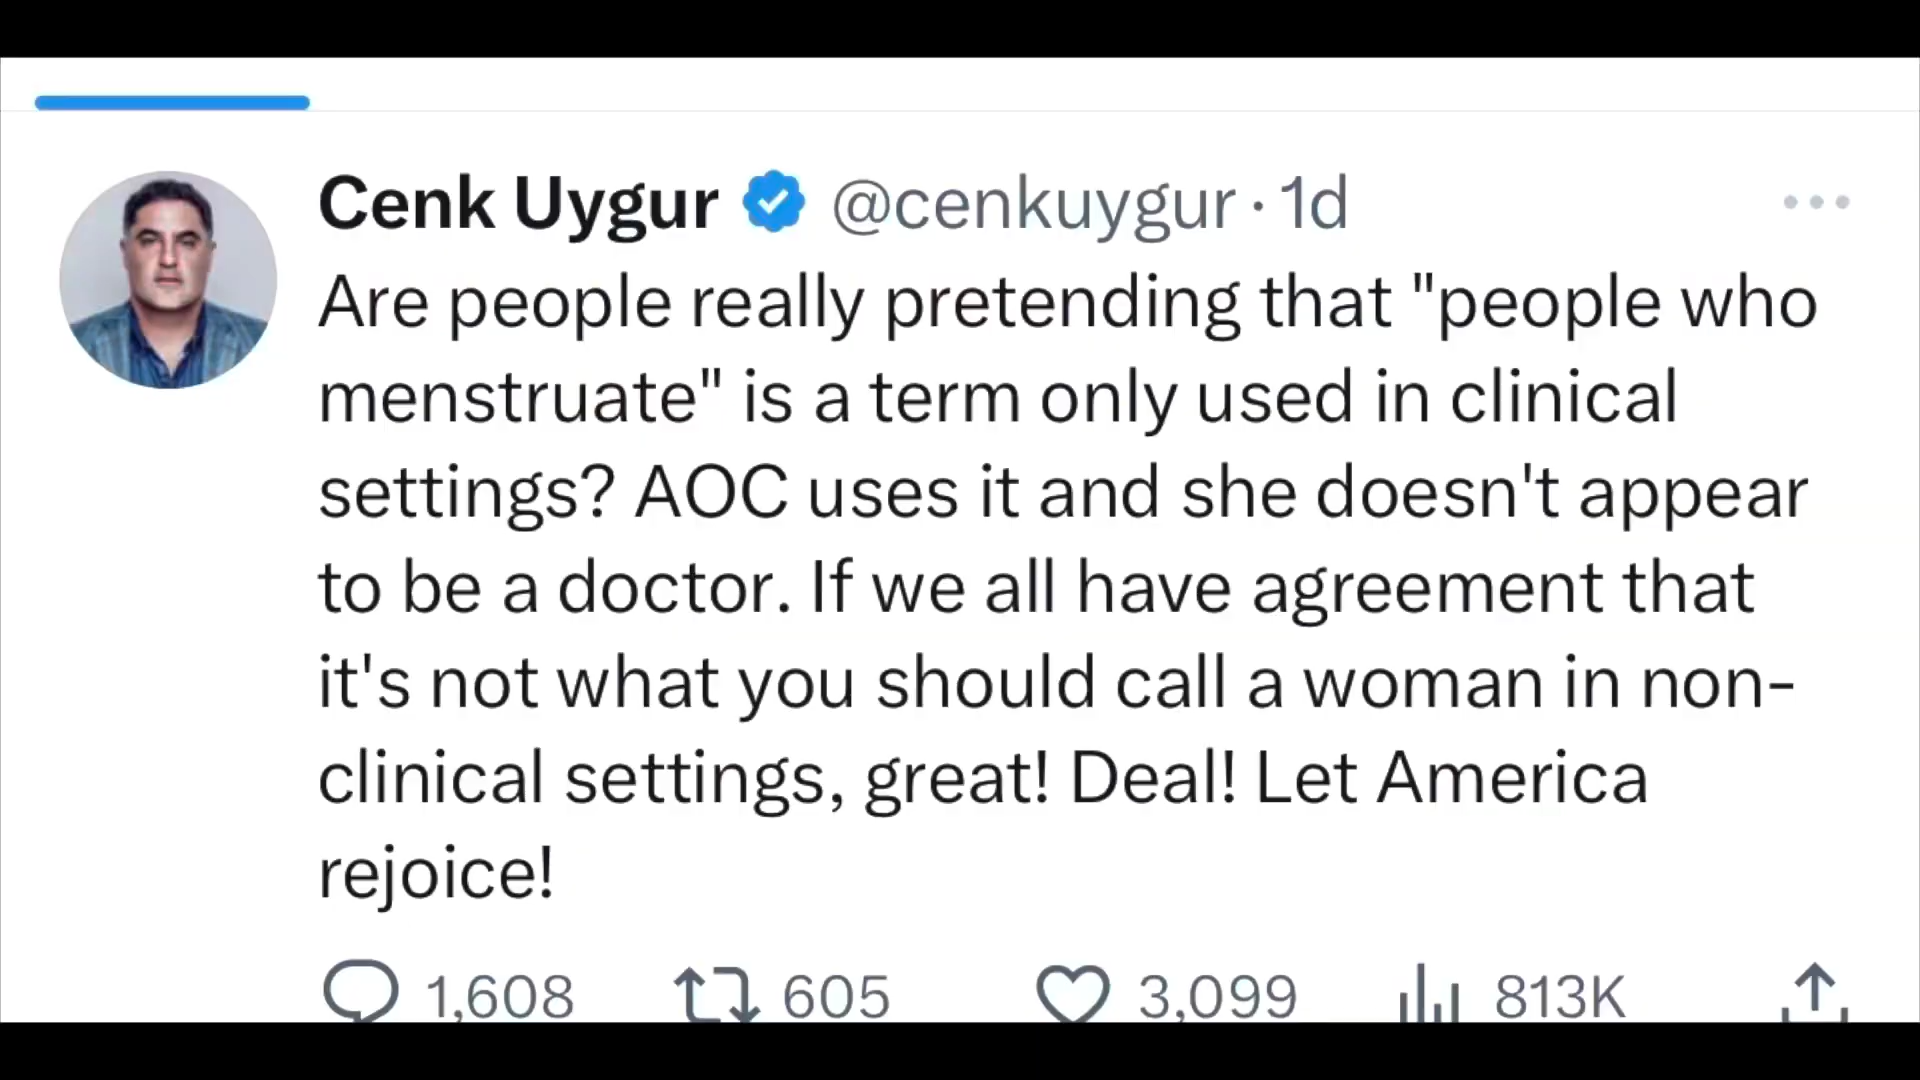 Cenk Uygur @cenkuygur · 1d
Are people really pretending that "people who
menstruate" is a term only used in clinical
settings? AOC uses it and she doesn't appear
to be a doctor. If we all have agreement that
it's not what you should call a woman in non-
clinical settings, great! Deal! Let America
rejoice!
1,608 605 3,099 813K